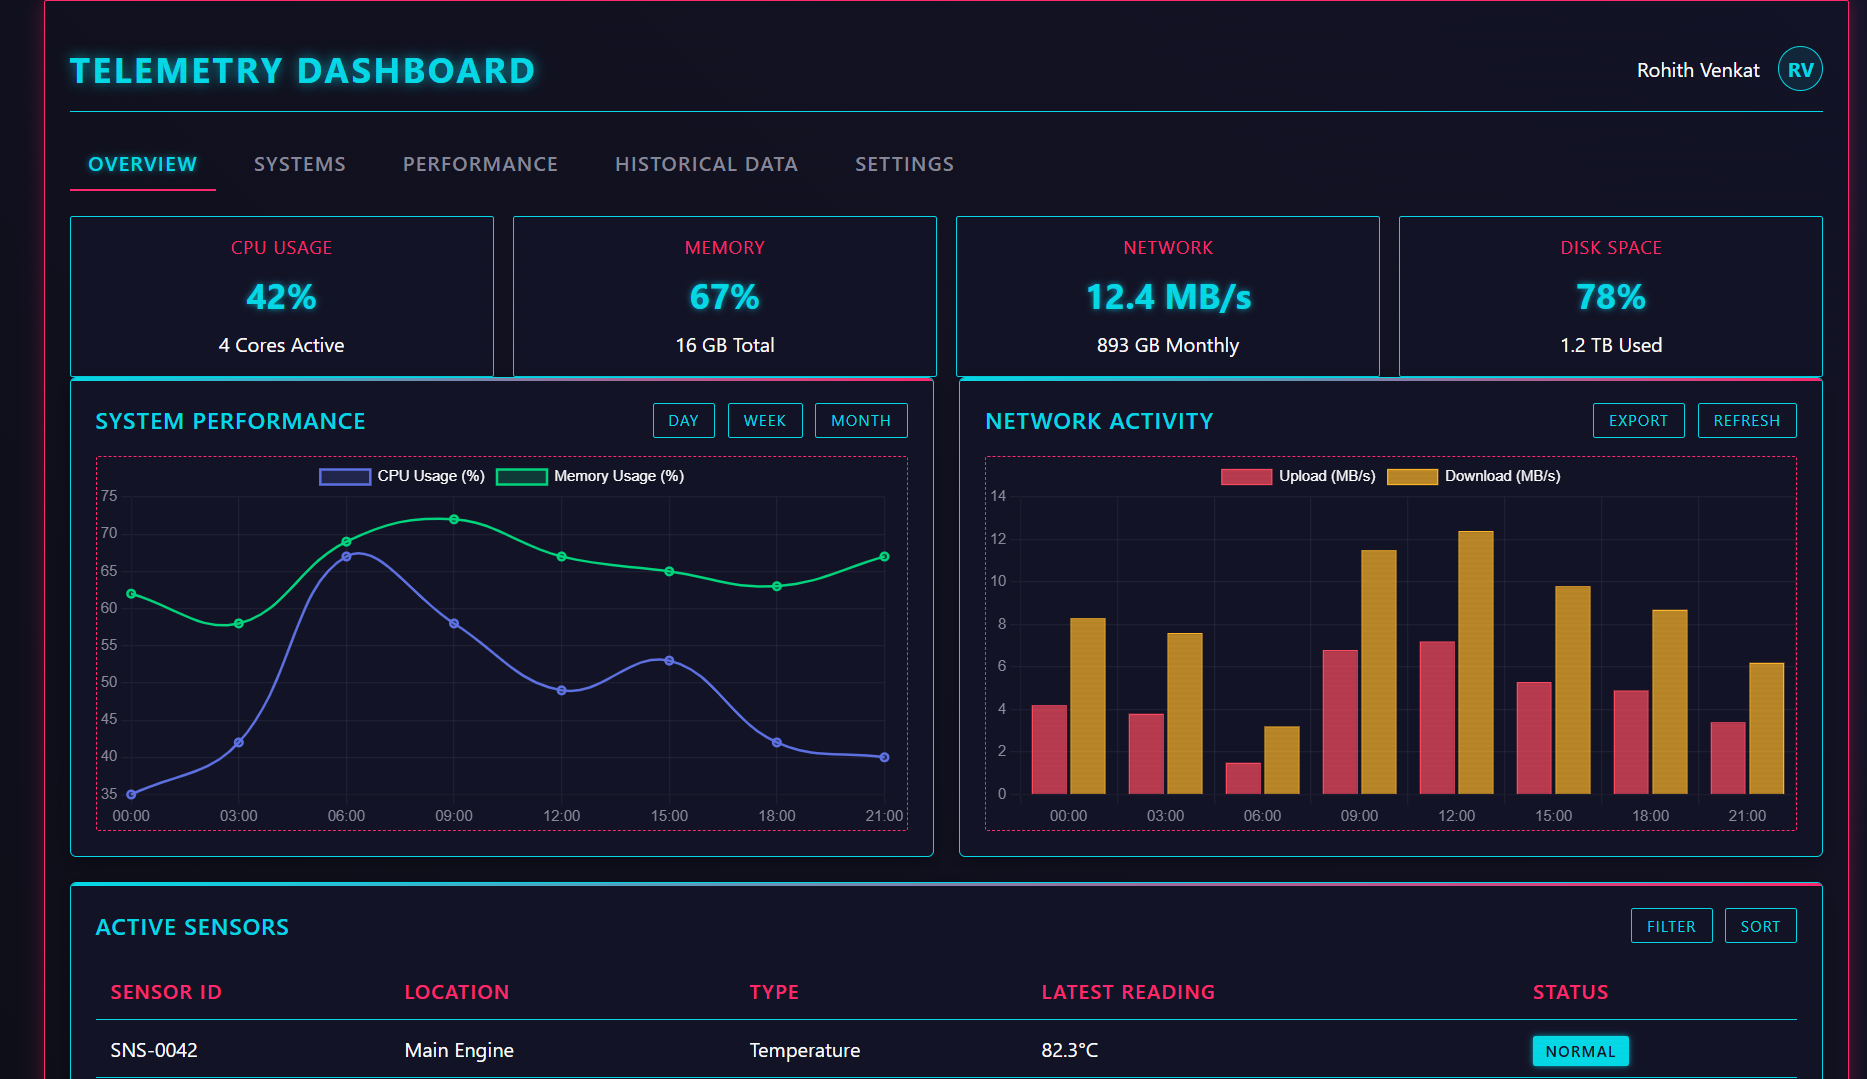 TELEMETRY DASHBOARD
Rohith Venkat RV
OVERVIEW SYSTEMS PERFORMANCE HISTORICAL DATA SETTINGS
CPU USAGE
42%
4 Cores Active
MEMORY
67%
16 GB Total
NETWORK
12.4 MB/s
893 GB Monthly
DISK SPACE
78%
1.2 TB Used
SYSTEM PERFORMANCE DAY WEEK MONTH
CPU Usage (%) Memory Usage (%)
75
70
65
60
55
50
45
40
35
00:00 03:00 06:00 09:00 12:00 15:00 18:00 21:00
NETWORK ACTIVITY EXPORT REFRESH
Upload (MB/s) Download (MB/s)
14
12
10
8
6
4
2
0
00:00 03:00 06:00 09:00 12:00 15:00 18:00 21:00
ACTIVE SENSORS FILTER SORT
SENSOR ID LOCATION TYPE LATEST READING STATUS
SNS-0042 Main Engine Temperature 82.3°C NORMAL